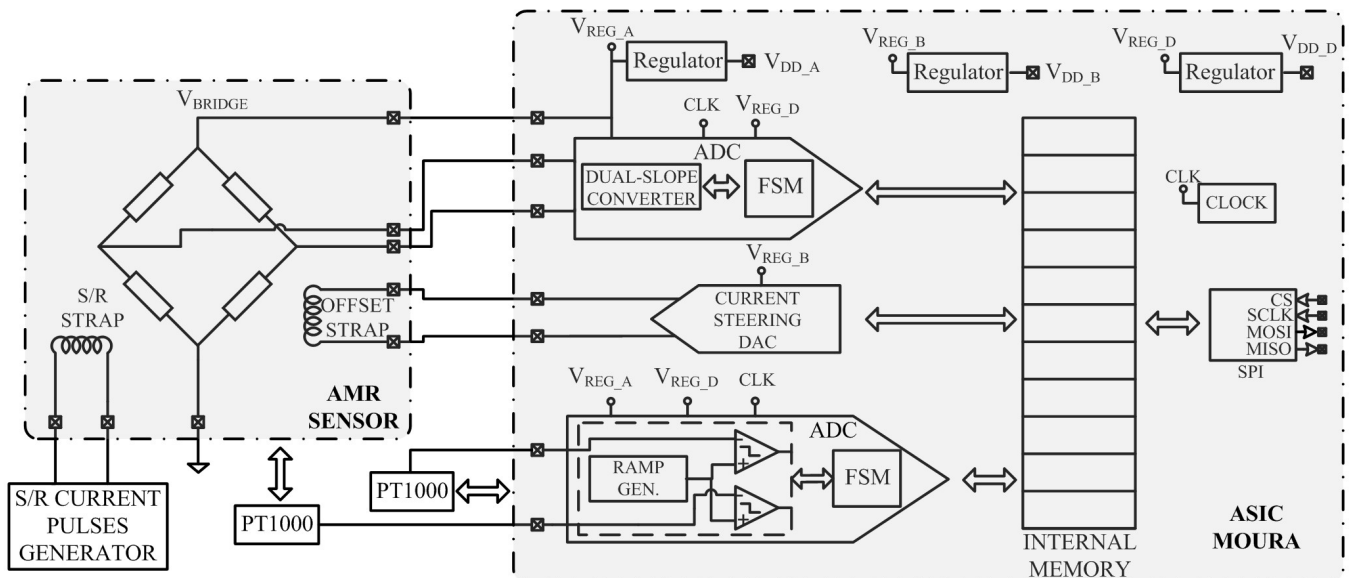 V_REG_A
Regulator
V_DD_A
V_REG_B
Regulator
V_DD_B
V_REG_D
Regulator
V_DD_D
V_BRIDGE
CLK
V_REG_D
ADC
DUAL-SLOPE
CONVERTER
FSM
CLK
CLOCK
S/R
STRAP
OFFSET
STRAP
V_REG_B
CURRENT
STEERING
DAC
CS
SCLK
MOSI
MISO
SPI
AMR
SENSOR
V_REG_A
V_REG_D
CLK
ADC
RAMP
GEN.
FSM
PT1000
PT1000
S/R CURRENT
PULSES
GENERATOR
INTERNAL
MEMORY
ASIC
MOURA